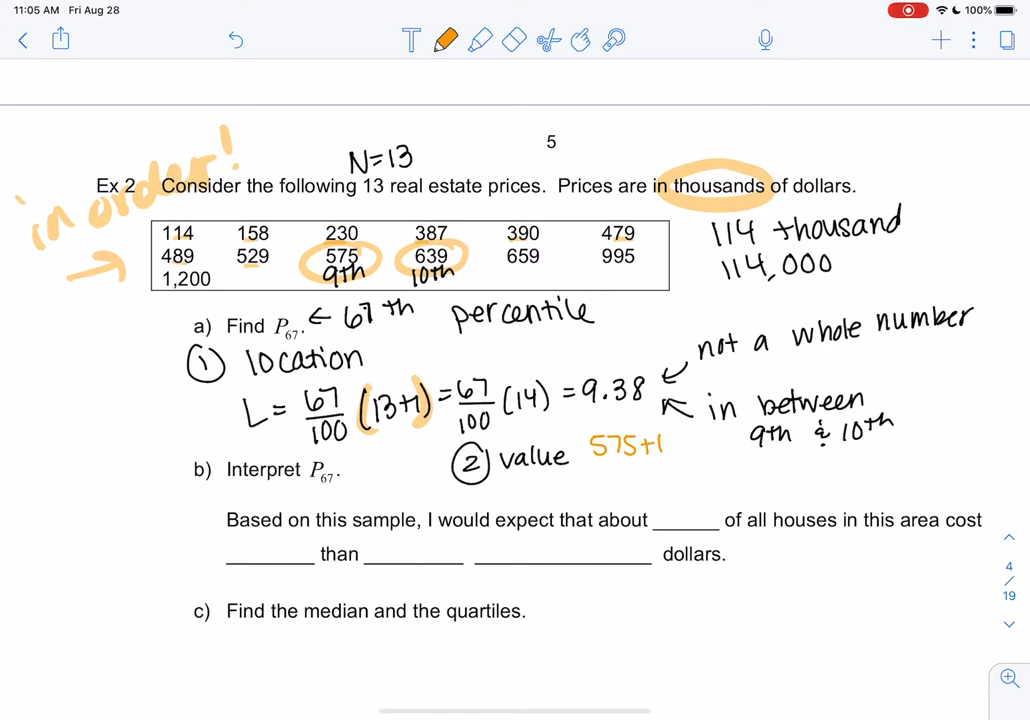 11:05 AM Fri Aug 28 100%
T
5
N=13
in order!
Ex 2 Consider the following 13 real estate prices. Prices are in thousands of dollars.
114 158 230 387 390 479
489 529 575 639 659 995
9th 10th
1,200
114 thousand
114,000
a) Find P67. ← 67th percentile
① location
not a whole number
L = 67/100 (13+1) = 67/100 (14) = 9.38
in between
9th & 10th
② value 575+1
b) Interpret P67.
Based on this sample, I would expect that about ______ of all houses in this area cost
________ than _________ ________________ dollars.
c) Find the median and the quartiles.
4
/
19